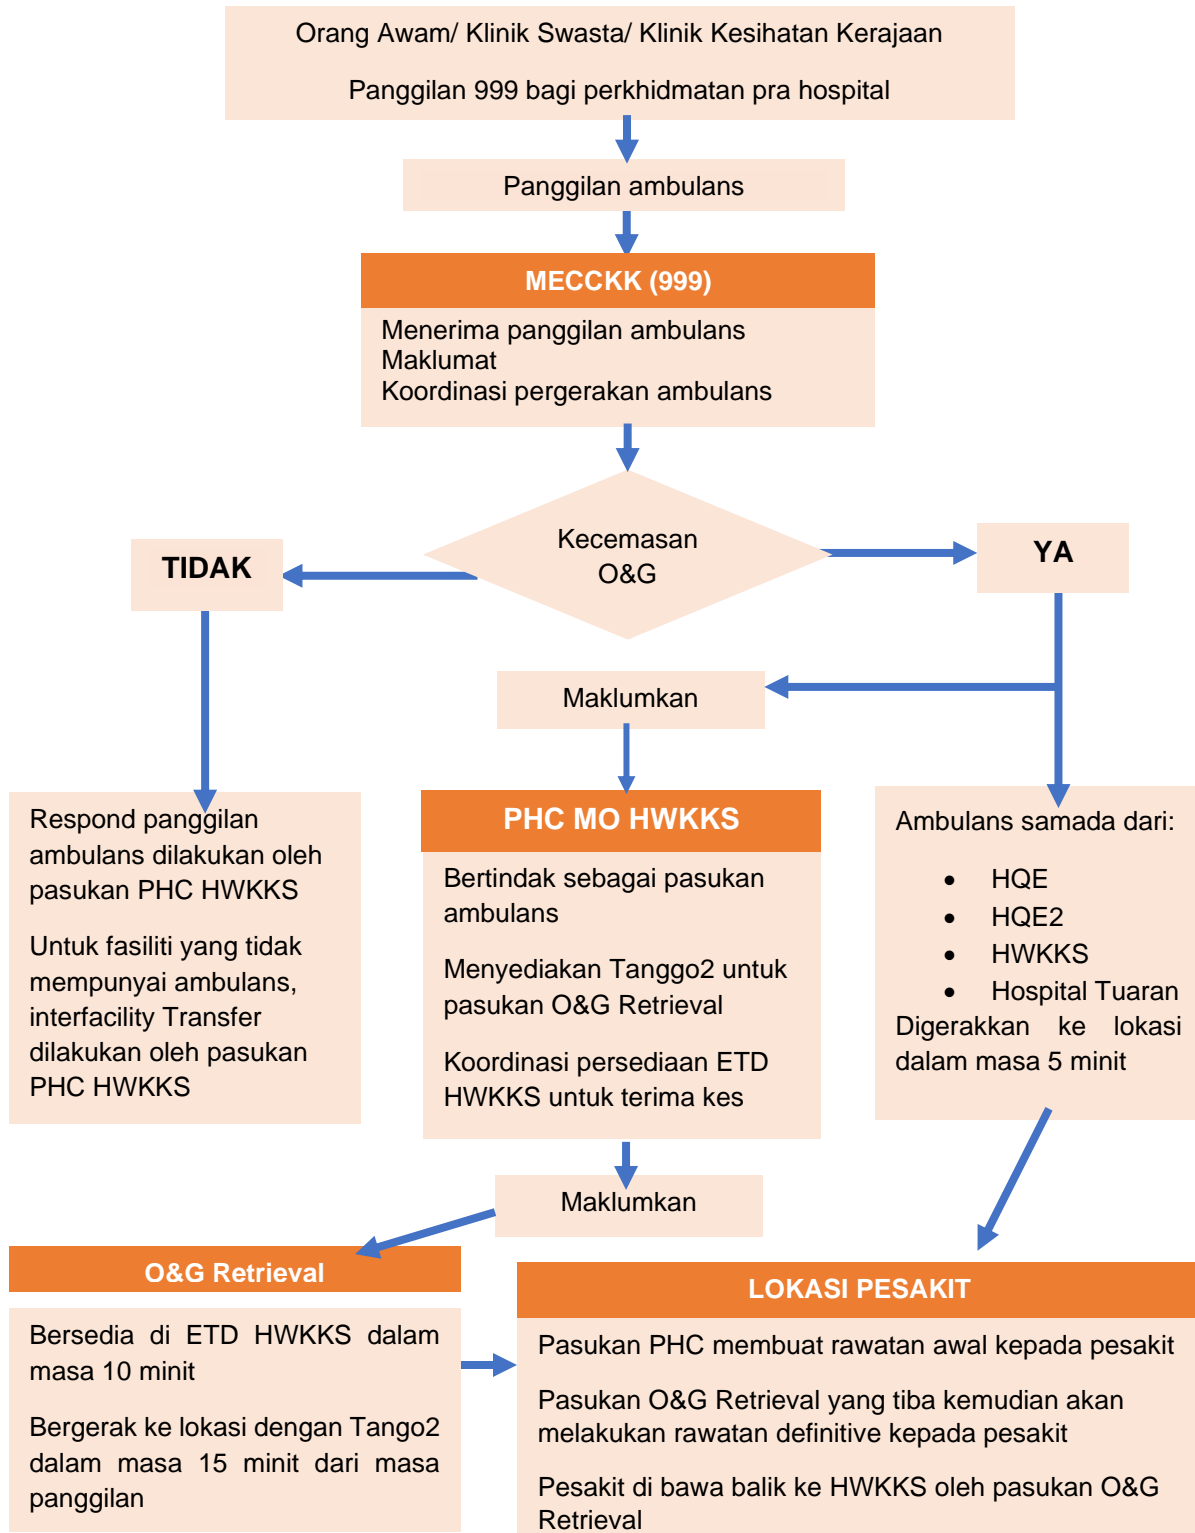 Orang Awam/ Klinik Swasta/ Klinik Kesihatan Kerajaan
Panggilan 999 bagi perkhidmatan pra hospital
Panggilan ambulans
MECCKK (999)
Menerima panggilan ambulans
Maklumat
Koordinasi pergerakan ambulans
Kecemasan
O&G
TIDAK
YA
Maklumkan
Respond panggilan
ambulans dilakukan oleh
pasukan PHC HWKKS
Untuk fasiliti yang tidak
mempunyai ambulans,
interfacility Transfer
dilakukan oleh pasukan
PHC HWKKS
PHC MO HWKKS
Bertindak sebagai pasukan
ambulans
Menyediakan Tanggo2 untuk
pasukan O&G Retrieval
Koordinasi persediaan ETD
HWKKS untuk terima kes
Ambulans samada dari:
• HQE
• HQE2
• HWKKS
• Hospital Tuaran
Digerakkan ke lokasi
dalam masa 5 minit
Maklumkan
O&G Retrieval
Bersedia di ETD HWKKS dalam
masa 10 minit
Bergerak ke lokasi dengan Tango2
dalam masa 15 minit dari masa
panggilan
LOKASI PESAKIT
Pasukan PHC membuat rawatan awal kepada pesakit
Pasukan O&G Retrieval yang tiba kemudian akan
melakukan rawatan definitive kepada pesakit
Pesakit di bawa balik ke HWKKS oleh pasukan O&G
Retrieval